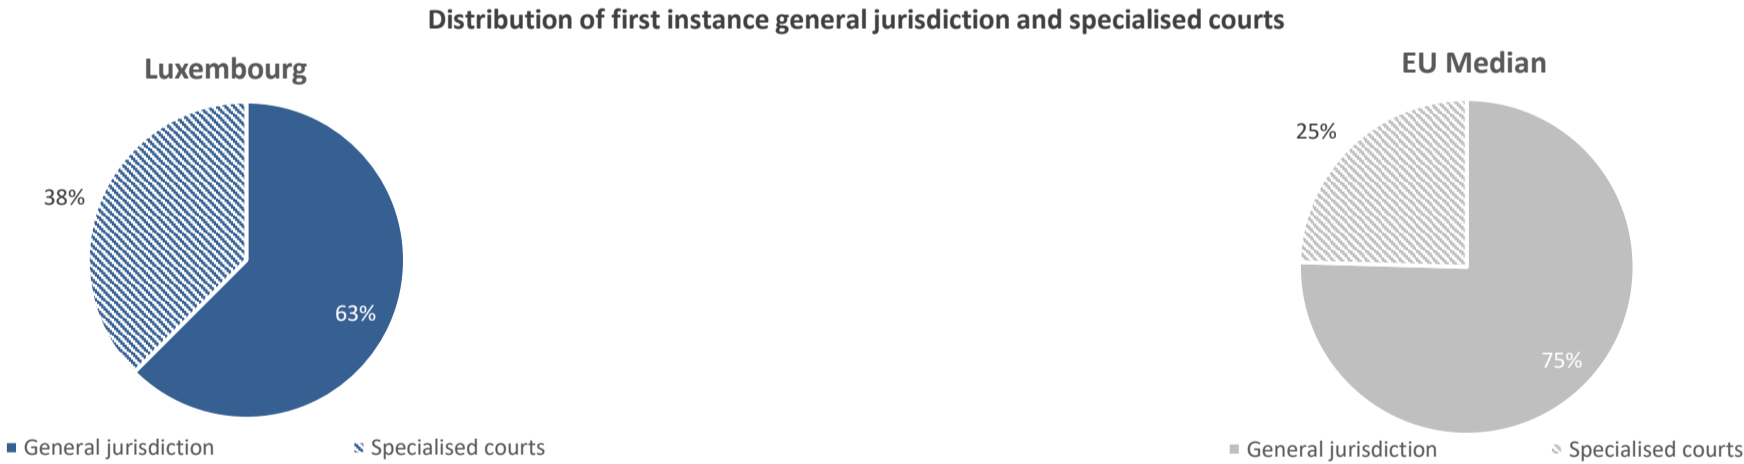 Distribution of first instance general jurisdiction and specialised courts
Luxembourg
38%
63%
General jurisdiction
Specialised courts
EU Median
25%
75%
General jurisdiction
Specialised courts